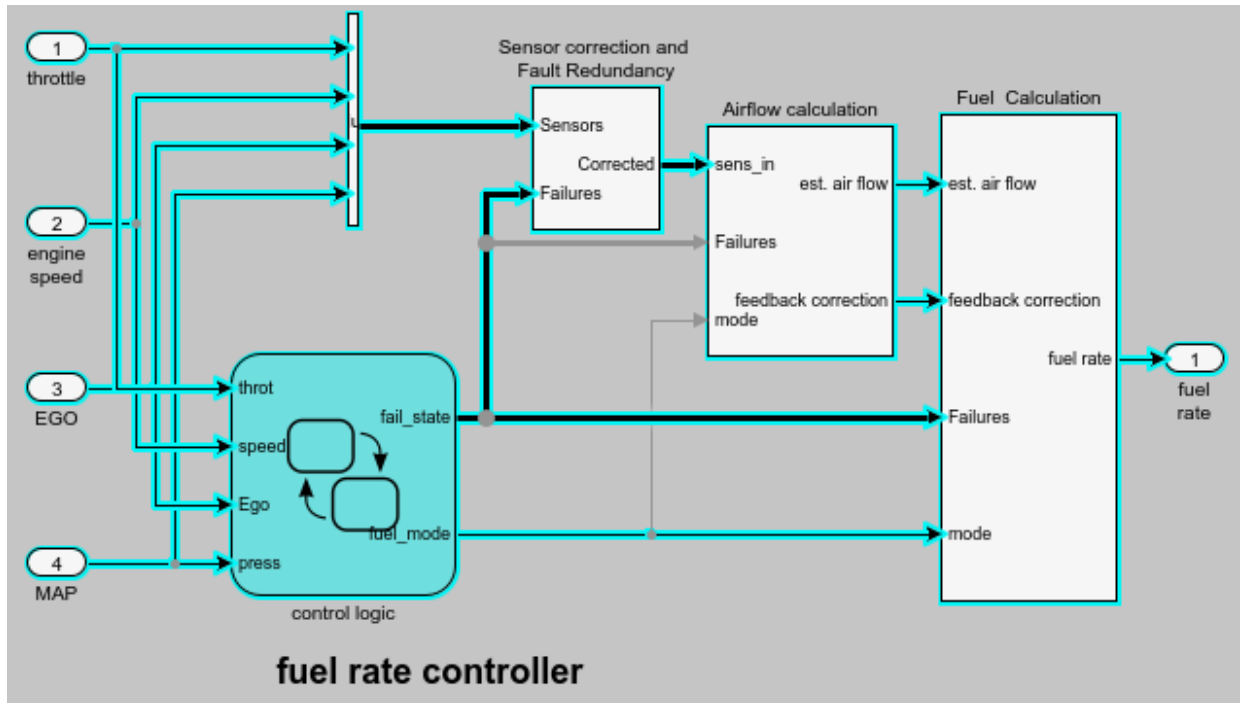 1
throttle
2
engine
speed
3
EGO
4
MAP
Sensor correction and
Fault Redundancy
Sensors
Corrected
Failures
Airflow calculation
sens_in
est. air flow
Failures
feedback correction
mode
Fuel Calculation
est. air flow
feedback correction
fuel rate
Failures
mode
1
fuel
rate
throt
fail_state
speed
Ego
fuel_mode
press
control logic
fuel rate controller